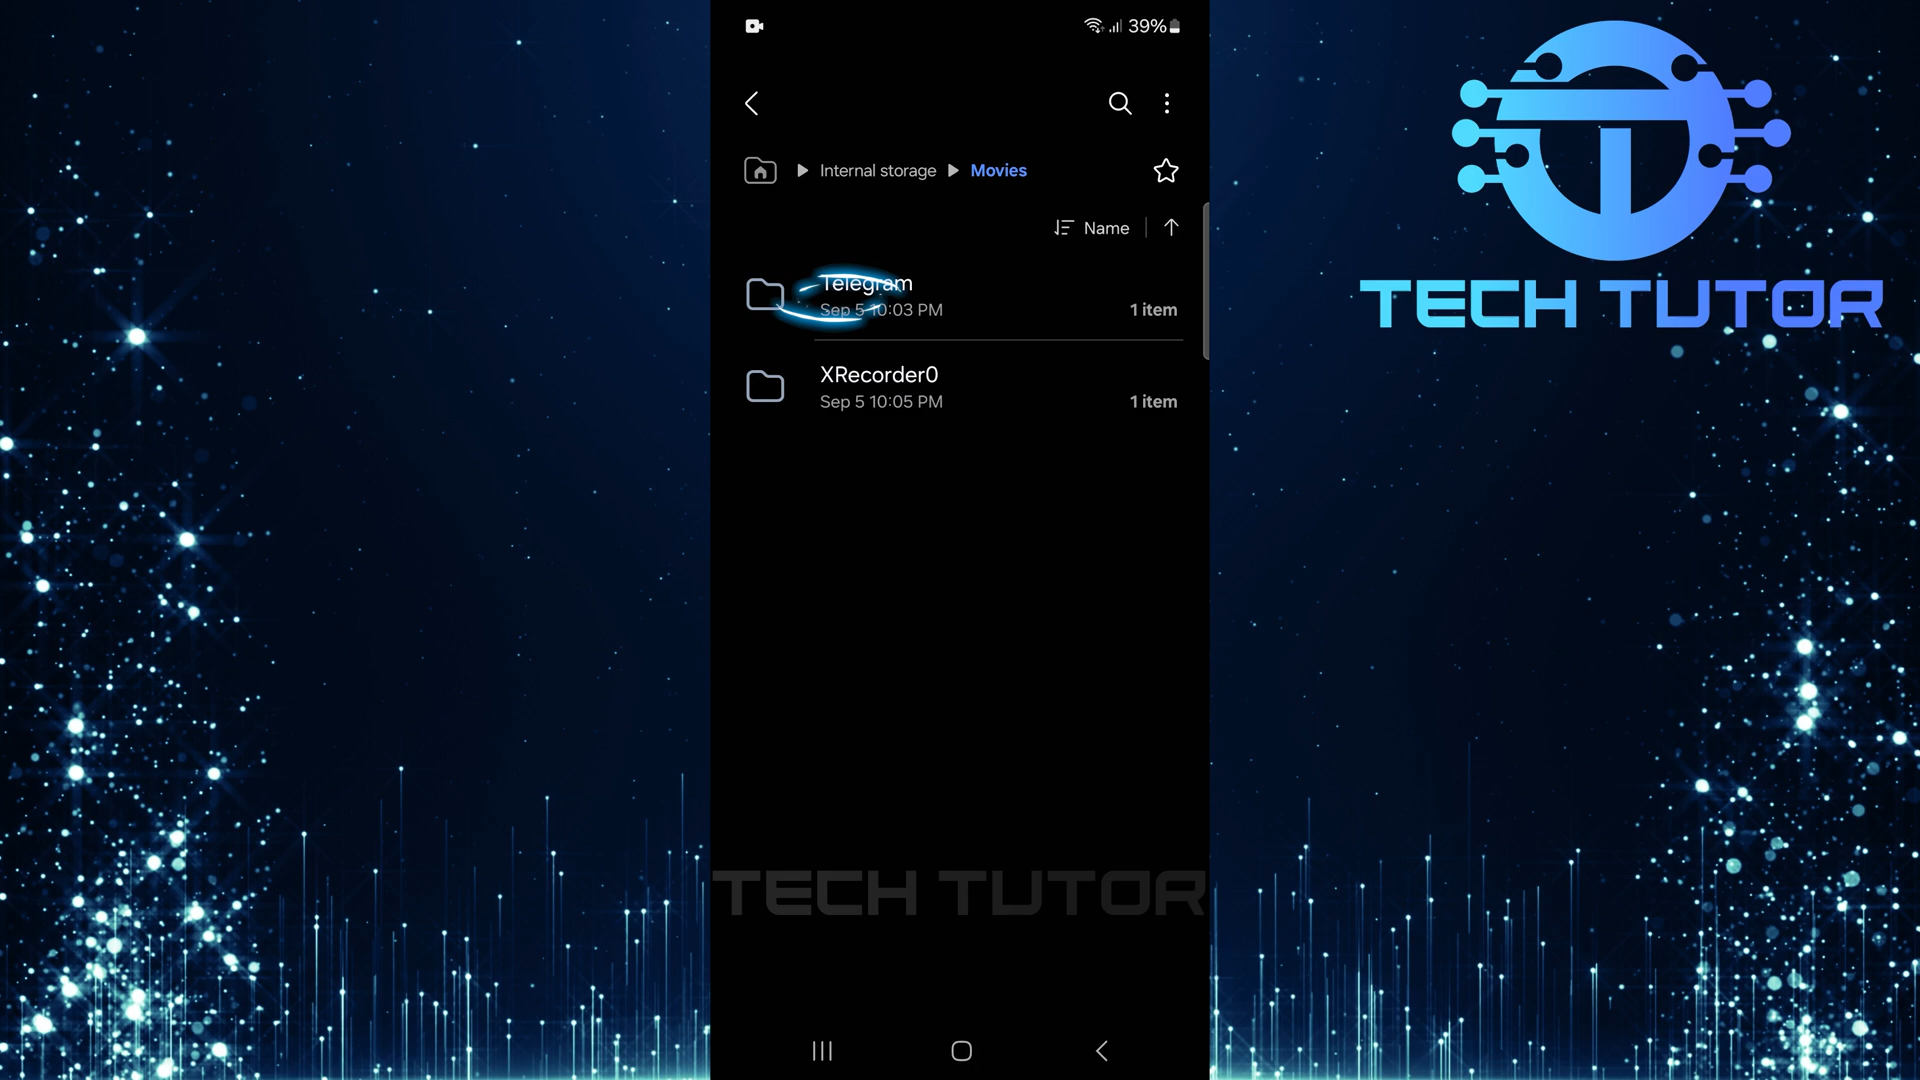 39%
Internal storage
Movies
Name
Telegram
Sep 5 10:03 PM
1 item
XRecorder0
Sep 5 10:05 PM
1 item
TECH TUTOR
TECH TUTOR